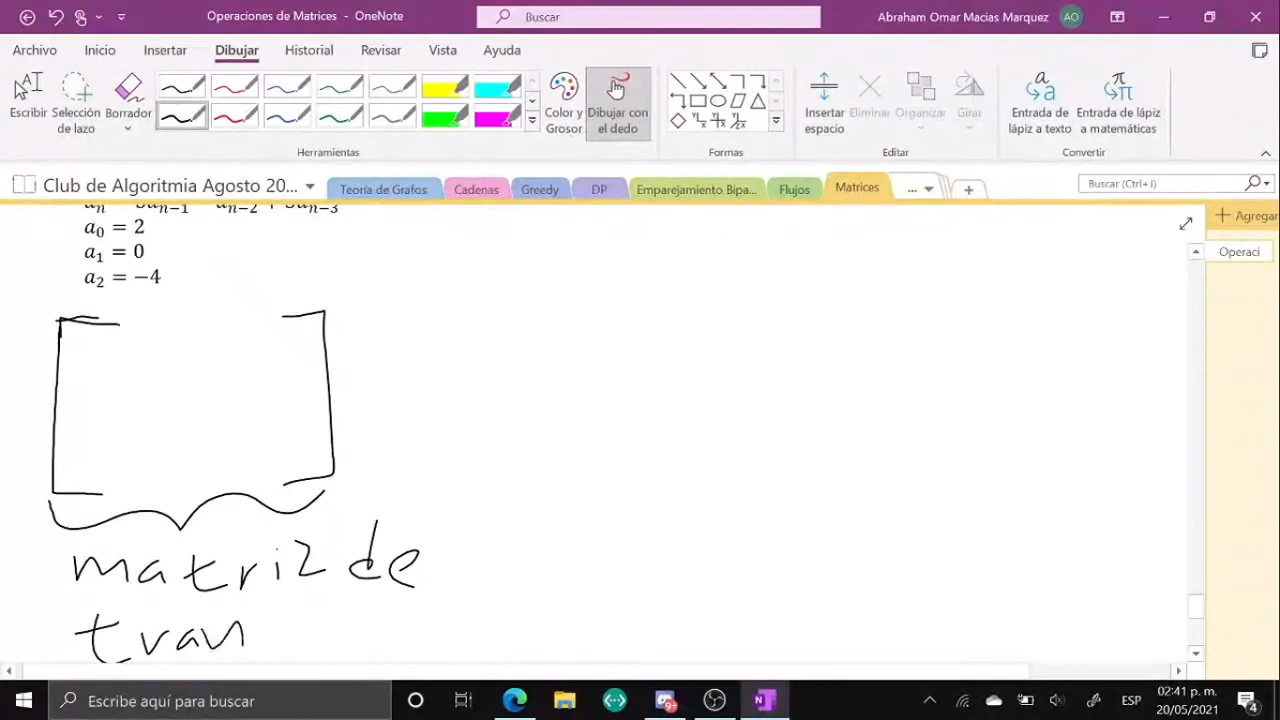 Operaciones de Matrices - OneNote
Buscar
Abraham Omar Macias Marquez AO
Archivo Inicio Insertar Dibujar Historial Revisar Vista Ayuda
Escribir
Selección de lazo
Borrador
Color y Grosor
Dibujar con el dedo
Insertar espacio
Eliminar
Organizar
Girar
Entrada de lápiz a texto
Entrada de lápiz a matemáticas
Herramientas Formas Editar Convertir
Club de Algoritmia Agosto 20... Teoría de Grafos Cadenas Greedy DP Emparejamiento Bipa... Flujos Matrices ... Buscar (Ctrl+J)
Agregar
Operaci
a₀ = 2
a₁ = 0
a₂ = −4
matriz de
tran
Escribe aquí para buscar
9+
ESP
02:41 p. m.
20/05/2021
4